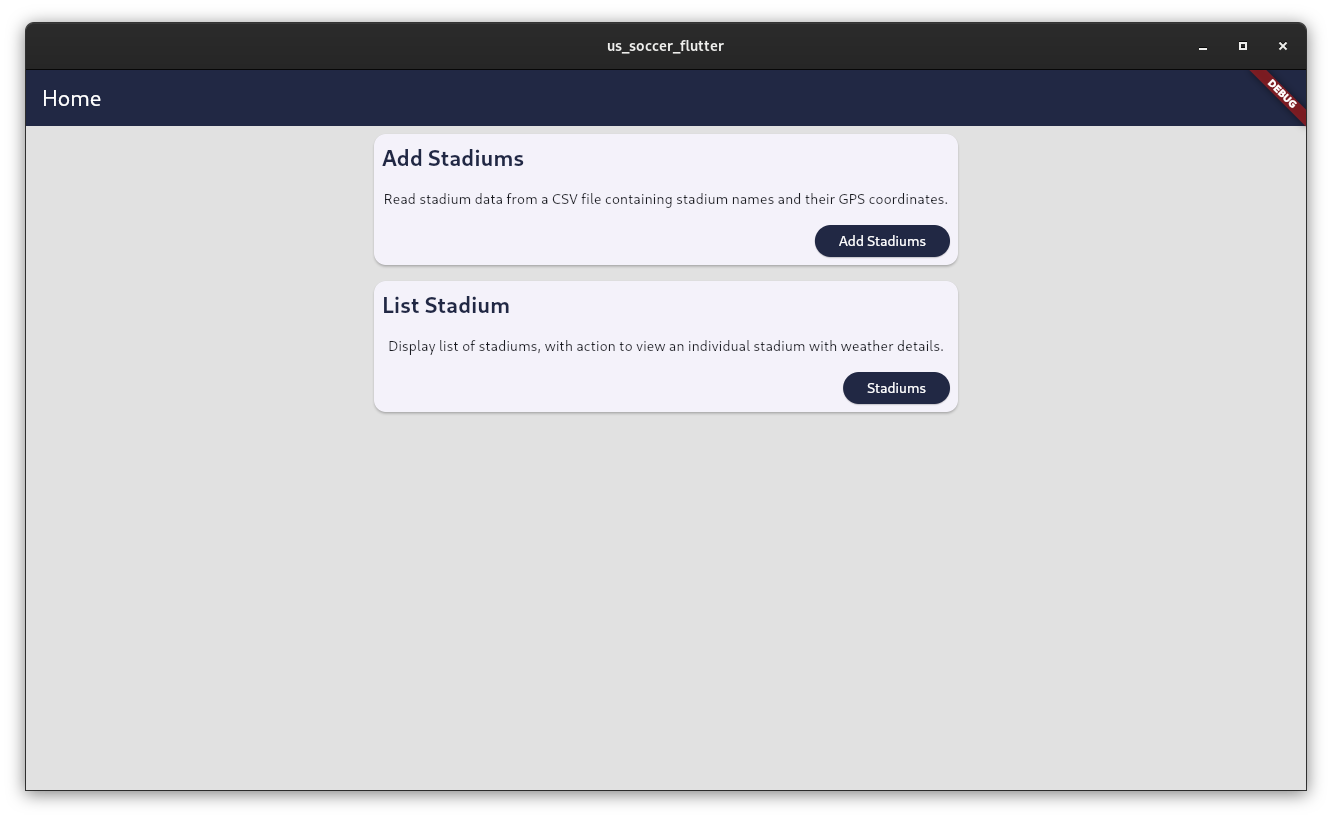 us_soccer_flutter
Home
DEBUG
Add Stadiums
Read stadium data from a CSV file containing stadium names and their GPS coordinates.
Add Stadiums
List Stadium
Display list of stadiums, with action to view an individual stadium with weather details.
Stadiums